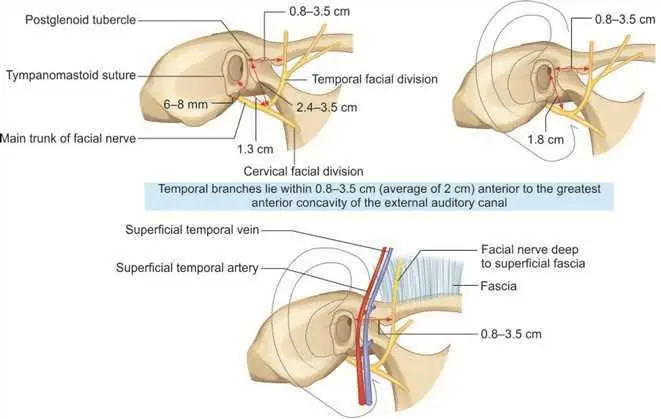 Postglenoid tubercle
0.8–3.5 cm
0.8–3.5 cm
Tympanomastoid suture
Temporal facial division
6–8 mm
2.4–3.5 cm
Main trunk of facial nerve
1.3 cm
1.8 cm
Cervical facial division
Temporal branches lie within 0.8–3.5 cm (average of 2 cm) anterior to the greatest
anterior concavity of the external auditory canal
Superficial temporal vein
Facial nerve deep
to superficial fascia
Superficial temporal artery
Fascia
0.8–3.5 cm